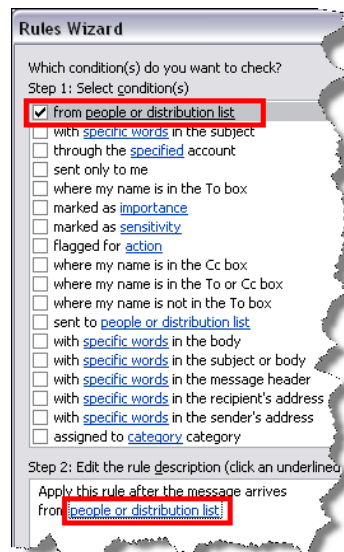 Rules Wizard
Which condition(s) do you want to check?
Step 1: Select condition(s)
from people or distribution list
with specific words in the subject
through the specified account
sent only to me
where my name is in the To box
marked as importance
marked as sensitivity
flagged for action
where my name is in the Cc box
where my name is in the To or Cc box
where my name is not in the To box
sent to people or distribution list
with specific words in the body
with specific words in the subject or body
with specific words in the message header
with specific words in the recipient's address
with specific words in the sender's address
assigned to category category
Step 2: Edit the rule description (click an underlined
Apply this rule after the message arrives
from people or distribution list